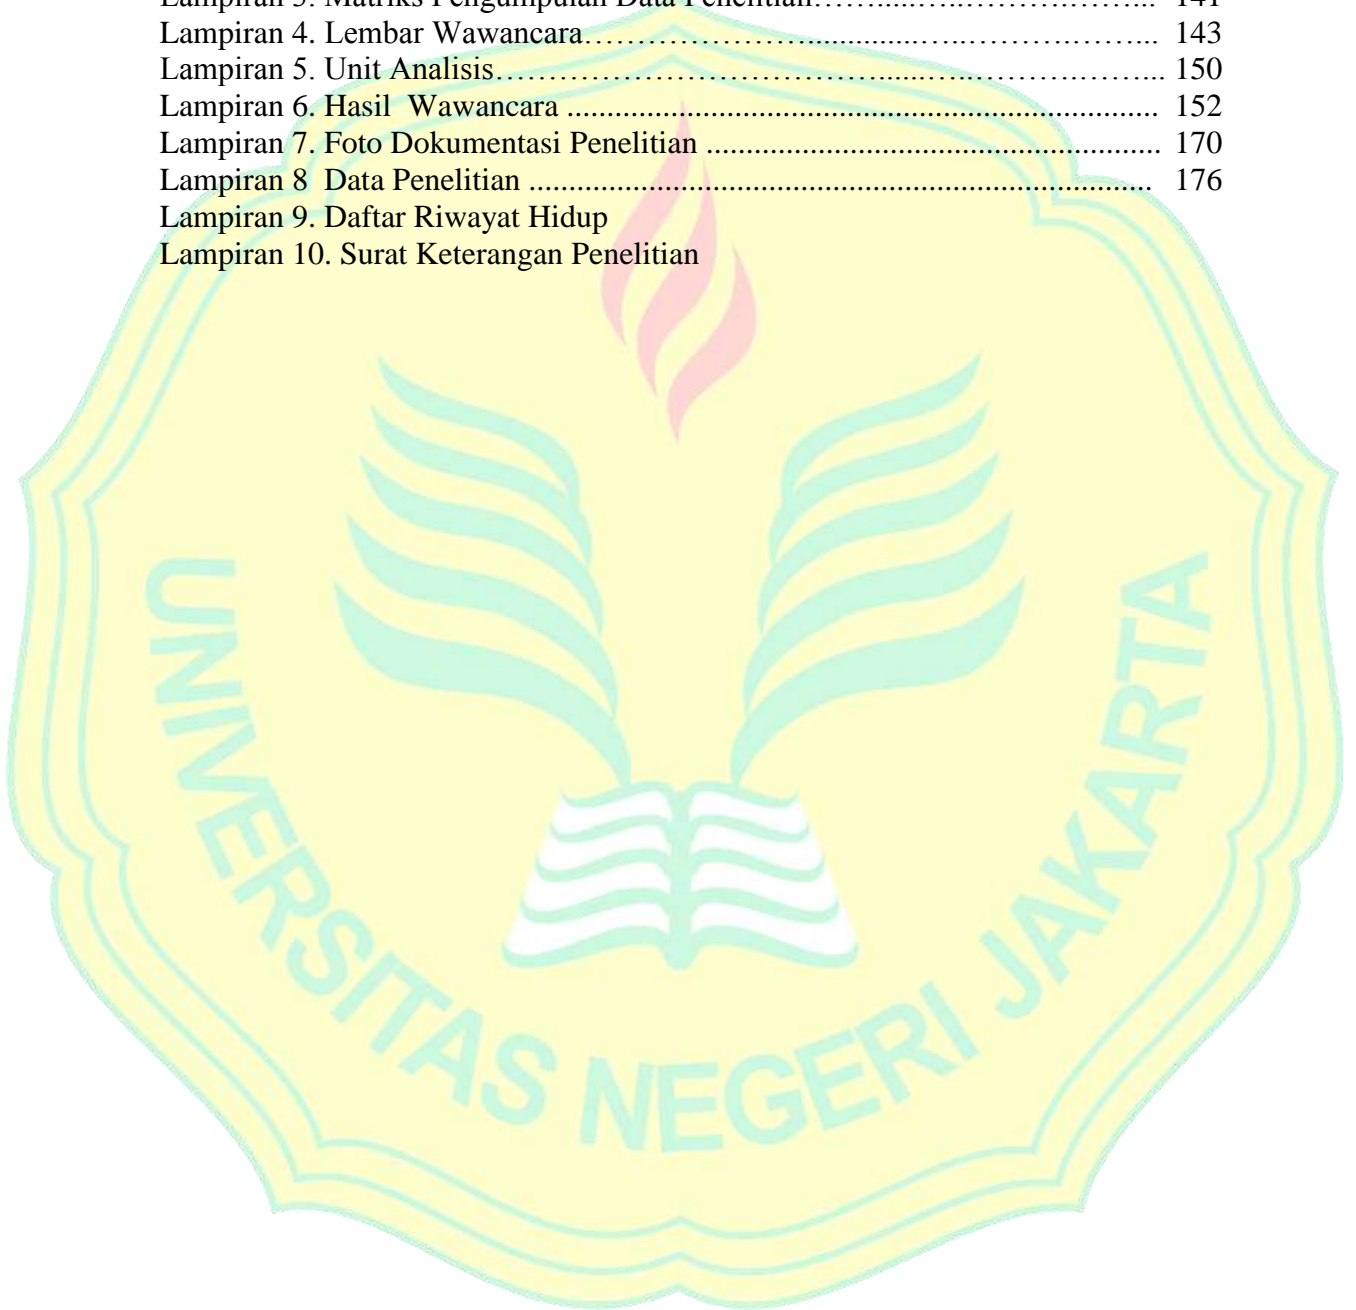 Lampiran 3. Matriks Pengumpulan Data Penelitian……....…..………….…... 141
Lampiran 4. Lembar Wawancara…………………..............…..………….…... 143
Lampiran 5. Unit Analisis……………………………….....…..………….…... 150
Lampiran 6. Hasil Wawancara .......................................................................... 152
Lampiran 7. Foto Dokumentasi Penelitian ......................................................... 170
Lampiran 8 Data Penelitian .............................................................................. 176
Lampiran 9. Daftar Riwayat Hidup
Lampiran 10. Surat Keterangan Penelitian
UNIVERSITAS NEGERI JAKARTA